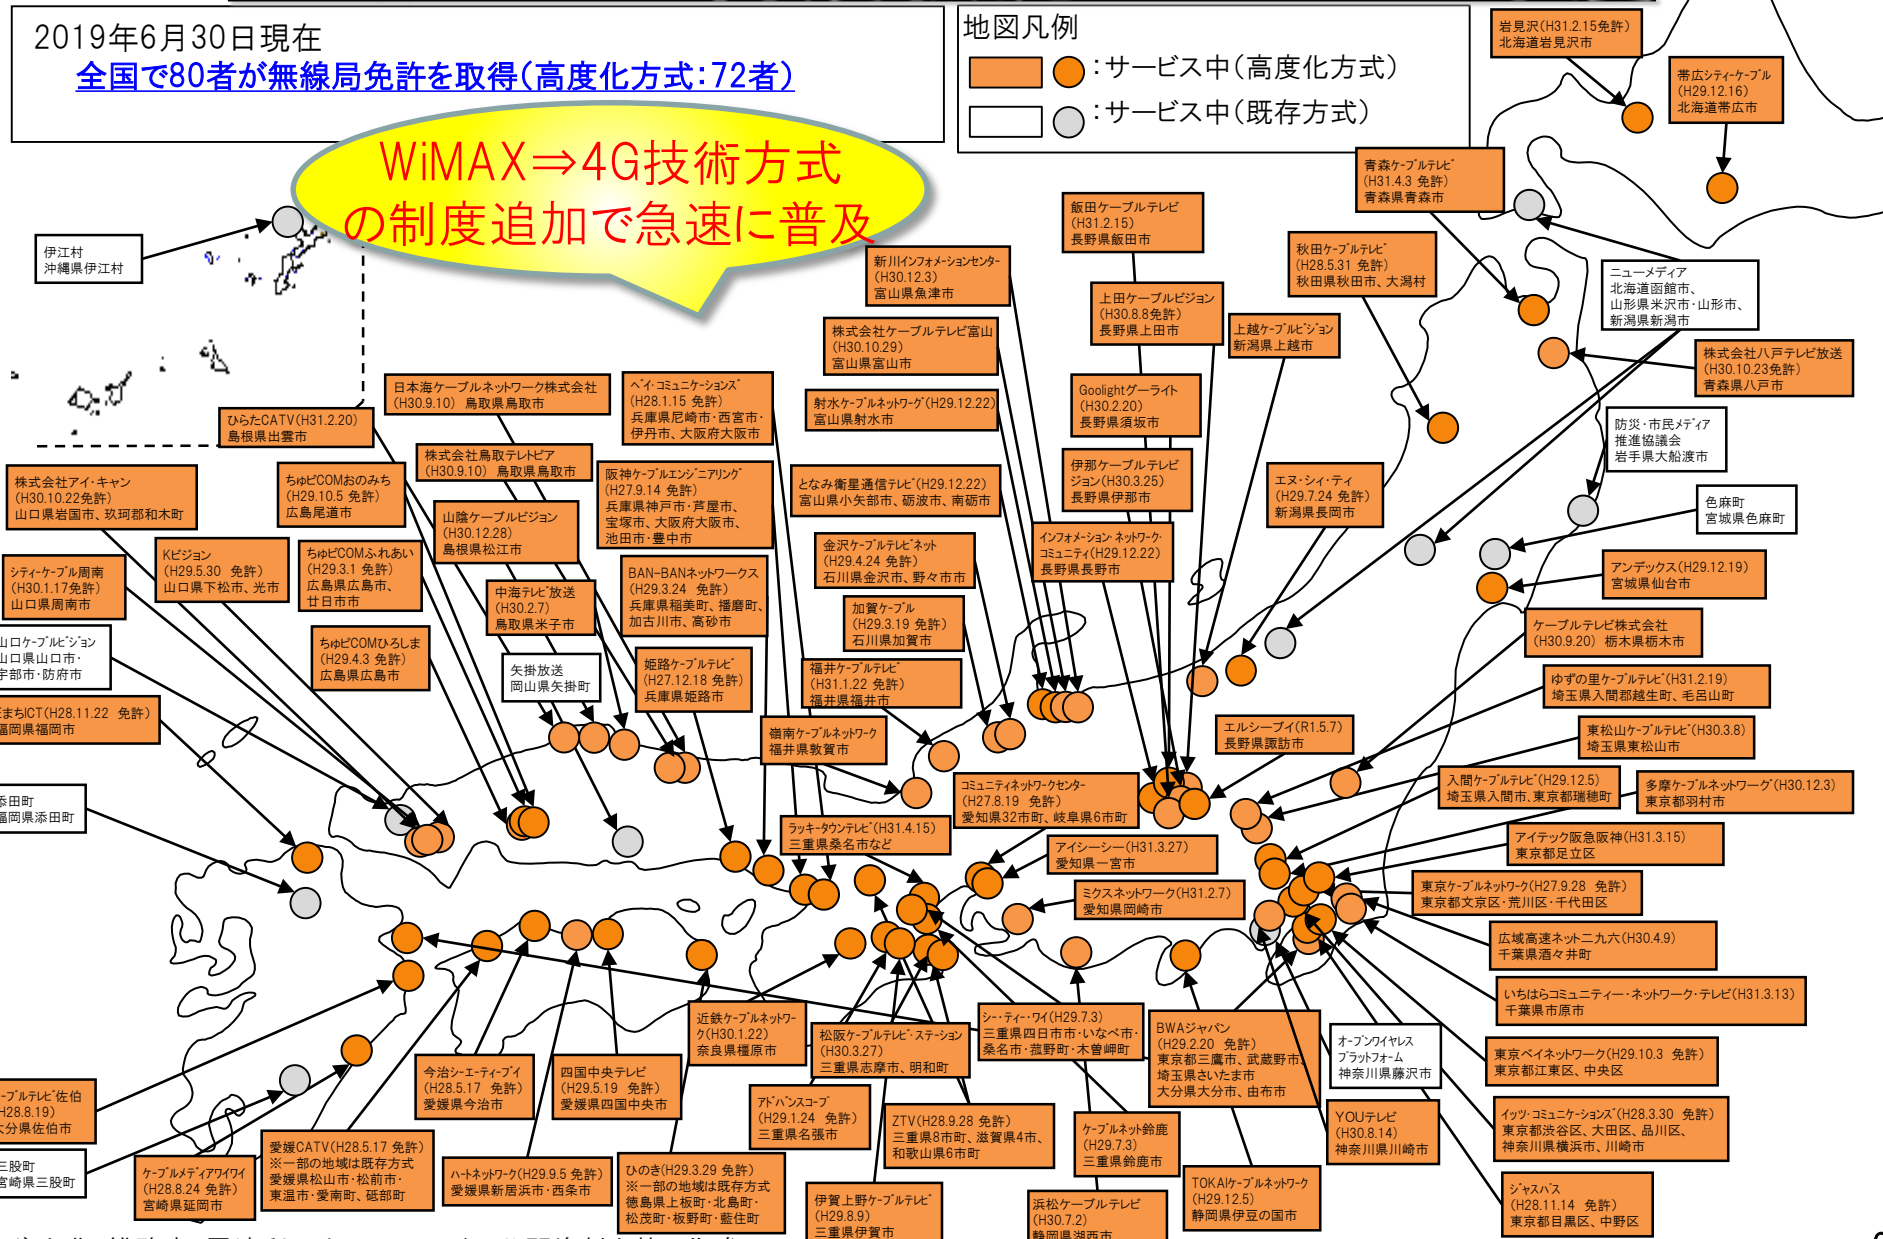 2019年6月30日現在
全国で80者が無線局免許を取得(高度化方式:72者)
地図凡例
:サービス中(高度化方式)
:サービス中(既存方式)
WiMAX⇒4G技術方式
の制度追加で急速に普及
岩見沢(H31.2.15免許)
北海道岩見沢市
帯広シティーケーブル
(H29.12.16)
北海道帯広市
青森ケーブルテレビ
(H31.4.3 免許)
青森県青森市
伊江村
沖縄県伊江村
飯田ケーブルテレビ
(H31.2.15)
長野県飯田市
秋田ケーブルテレビ
(H28.5.31 免許)
秋田県秋田市、大潟村
ニューメディア
北海道函館市、
山形県米沢市・山形市、
新潟県新潟市
新川インフォメーションセンター
(H30.12.3)
富山県魚津市
上田ケーブルビジョン
(H30.8.8免許)
長野県上田市
上越ケーブルビジョン
新潟県上越市
株式会社ケーブルテレビ富山
(H30.10.29)
富山県富山市
株式会社八戸テレビ放送
(H30.10.23免許)
青森県八戸市
日本海ケーブルネットワーク株式会社
(H30.9.10) 鳥取県鳥取市
ベイ・コミュニケーションズ
(H28.1.15 免許)
兵庫県尼崎市・西宮市・
伊丹市、大阪府大阪市
射水ケーブルネットワーク(H29.12.22)
富山県射水市
Goolightグーライト
(H30.2.20)
長野県須坂市
ひらたCATV(H31.2.20)
島根県出雲市
防災・市民メディア
推進協議会
岩手県大船渡市
株式会社鳥取テレトピア
(H30.9.10) 鳥取県鳥取市
伊那ケーブルテレビ
ジョン(H30.3.25)
長野県伊那市
株式会社アイ・キャン
(H30.10.22免許)
山口県岩国市、玖珂郡和木町
ちゅピCOMおのみち
(H29.10.5 免許)
広島尾道市
阪神ケーブルエンジニアリング
(H27.9.14 免許)
兵庫県神戸市・芦屋市、
宝塚市、大阪府大阪市、
池田市・豊中市
となみ衛星通信テレビ(H29.12.22)
富山県小矢部市、砺波市、南砺市
エヌ・シィ・ティ
(H29.7.24 免許)
新潟県長岡市
色麻町
宮城県色麻町
山陰ケーブルビジョン
(H30.12.28)
島根県松江市
インフォメーション・ネットワーク・
コミュニティ(H29.12.22)
長野県長野市
Kビジョン
(H29.5.30 免許)
山口県下松市、光市
ちゅピCOMふれあい
(H29.3.1 免許)
広島県広島市、
廿日市市
金沢ケーブルテレビネット
(H29.4.24 免許)
石川県金沢市、野々市市
シティーケーブル周南
(H30.1.17免許)
山口県周南市
BAN-BANネットワークス
(H29.3.24 免許)
兵庫県稲美町、播磨町、
加古川市、高砂市
アンデックス(H29.12.19)
宮城県仙台市
中海テレビ放送
(H30.2.7)
鳥取県米子市
加賀ケーブル
(H29.3.19 免許)
石川県加賀市
ケーブルテレビ株式会社
(H30.9.20) 栃木県栃木市
山口ケーブルビジョン
山口県山口市・
宇部市・防府市
ちゅピCOMひろしま
(H29.4.3 免許)
広島県広島市
矢掛放送
岡山県矢掛町
姫路ケーブルテレビ
(H27.12.18 免許)
兵庫県姫路市
福井ケーブルテレビ
(H31.1.22 免許)
福井県福井市
ゆずの里ケーブルテレビ(H31.2.19)
埼玉県入間郡越生町、毛呂山町
まちICT(H28.11.22 免許)
福岡県福岡市
嶺南ケーブルネットワーク
福井県敦賀市
エルシーブイ(R1.5.7)
長野県諏訪市
東松山ケーブルテレビ(H30.3.8)
埼玉県東松山市
添田町
福岡県添田町
コミュニティネットワークセンター
(H27.8.19 免許)
愛知県32市町、岐阜県6市町
入間ケーブルテレビ(H29.12.5)
埼玉県入間市、東京都瑞穂町
多摩ケーブルネットワーク(H30.12.3)
東京都羽村市
ラッキータウンテレビ(H31.4.15)
三重県桑名市など
アイテック阪急阪神(H31.3.15)
東京都足立区
アイシーシー(H31.3.27)
愛知県一宮市
ミクスネットワーク(H31.2.7)
愛知県岡崎市
東京ケーブルネットワーク(H27.9.28 免許)
東京都文京区・荒川区・千代田区
広域高速ネット二九六(H30.4.9)
千葉県酒々井町
いちはらコミュニティー・ネットワーク・テレビ(H31.3.13)
千葉県市原市
近鉄ケーブルネットワー
ク(H30.1.22)
奈良県橿原市
松阪ケーブルテレビ・ステーション
(H30.3.27)
三重県志摩市、明和町
シー・ティー・ワイ(H29.7.3)
三重県四日市市・いなべ市・
桑名市・菰野町・木曽岬町
BWAジャパン
(H29.2.20 免許)
東京都三鷹市、武蔵野市、
埼玉県さいたま市
大分県大分市、由布市
オープンワイヤレス
プラットフォーム
神奈川県藤沢市
東京ベイネットワーク(H29.10.3 免許)
東京都江東区、中央区
今治シーエーティーブイ
(H28.5.17 免許)
愛媛県今治市
四国中央テレビ
(H29.5.19 免許)
愛媛県四国中央市
ーブルテレビ佐伯
(H28.8.19)
大分県佐伯市
アドバンスコープ
(H29.1.24 免許)
三重県名張市
ZTV(H28.9.28 免許)
三重県8市町、滋賀県4市、
和歌山県6市町
ケーブルネット鈴鹿
(H29.7.3)
三重県鈴鹿市
YOUテレビ
(H30.8.14)
神奈川県川崎市
イッツ・コミュニケーションズ(H28.3.30 免許)
東京都渋谷区、大田区、品川区、
神奈川県横浜市、川崎市
三股町
宮崎県三股町
ケーブルメディアワイワイ
(H28.8.24 免許)
宮崎県延岡市
愛媛CATV(H28.5.17 免許)
※一部の地域は既存方式
愛媛県松山市・松前市・
東温市・愛南町、砥部町
ハートネットワーク(H29.9.5 免許)
愛媛県新居浜市・西条市
ひのき(H29.3.29 免許)
※一部の地域は既存方式
徳島県上板町・北島町・
松茂町・板野町・藍住町
伊賀上野ケーブルテレビ
(H29.8.9)
三重県伊賀市
浜松ケーブルテレビ
(H30.7.2)
静岡県湖西市
TOKAIケーブルネットワーク
(H29.12.5)
静岡県伊豆の国市
ジャスパス
(H28.11.14 免許)
東京都目黒区、中野区